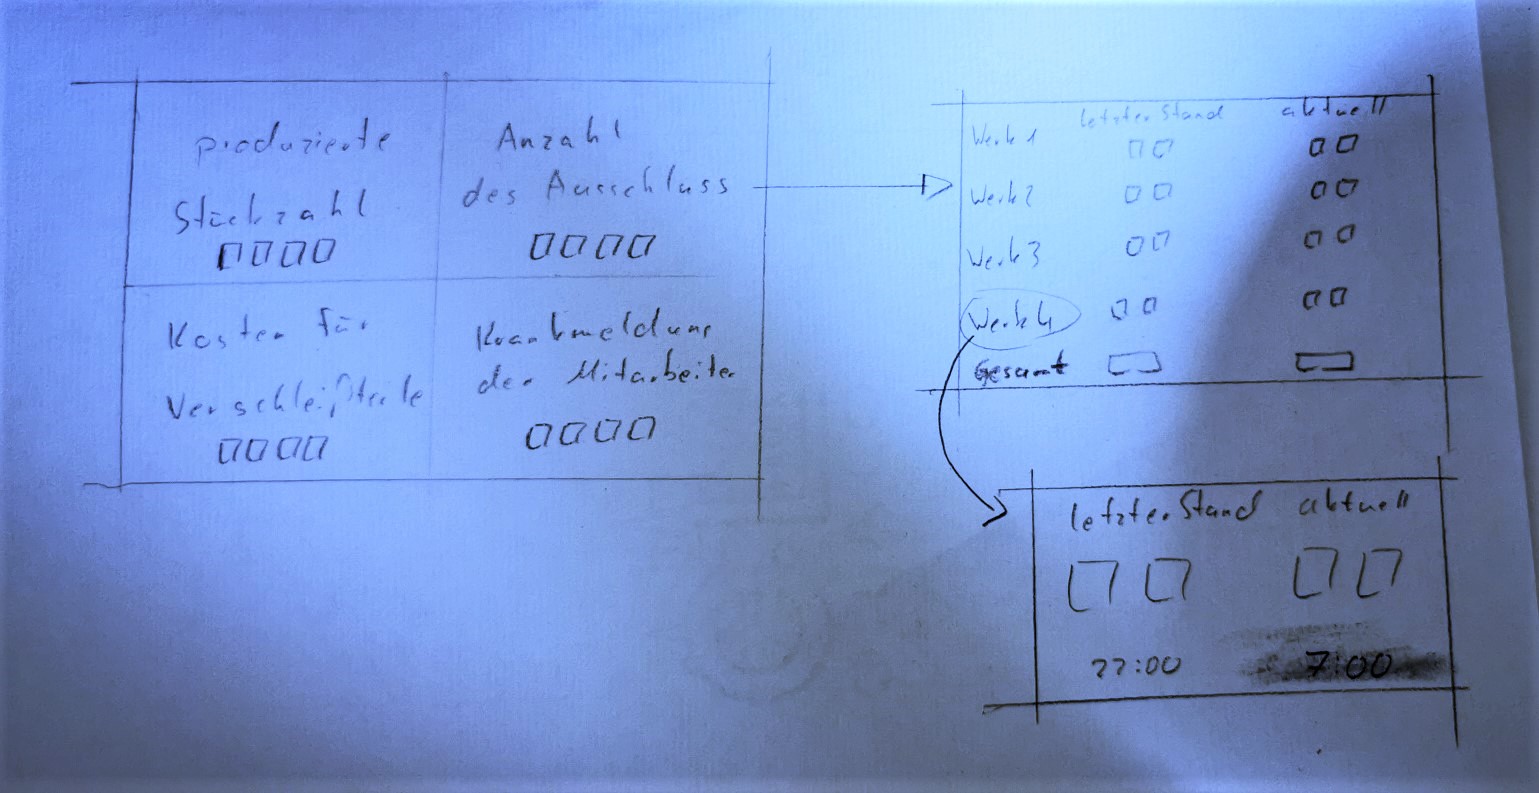 produzierte
Stückzahl
Anzahl
des Ausschluss
Kosten für
Verschleißteile
Krankmeldung
der Mitarbeiter
letzter Stand aktuell
Werk 1
Werk 2
Werk 3
Werk 4
Gesamt
letzter Stand aktuell
22:00 7:00